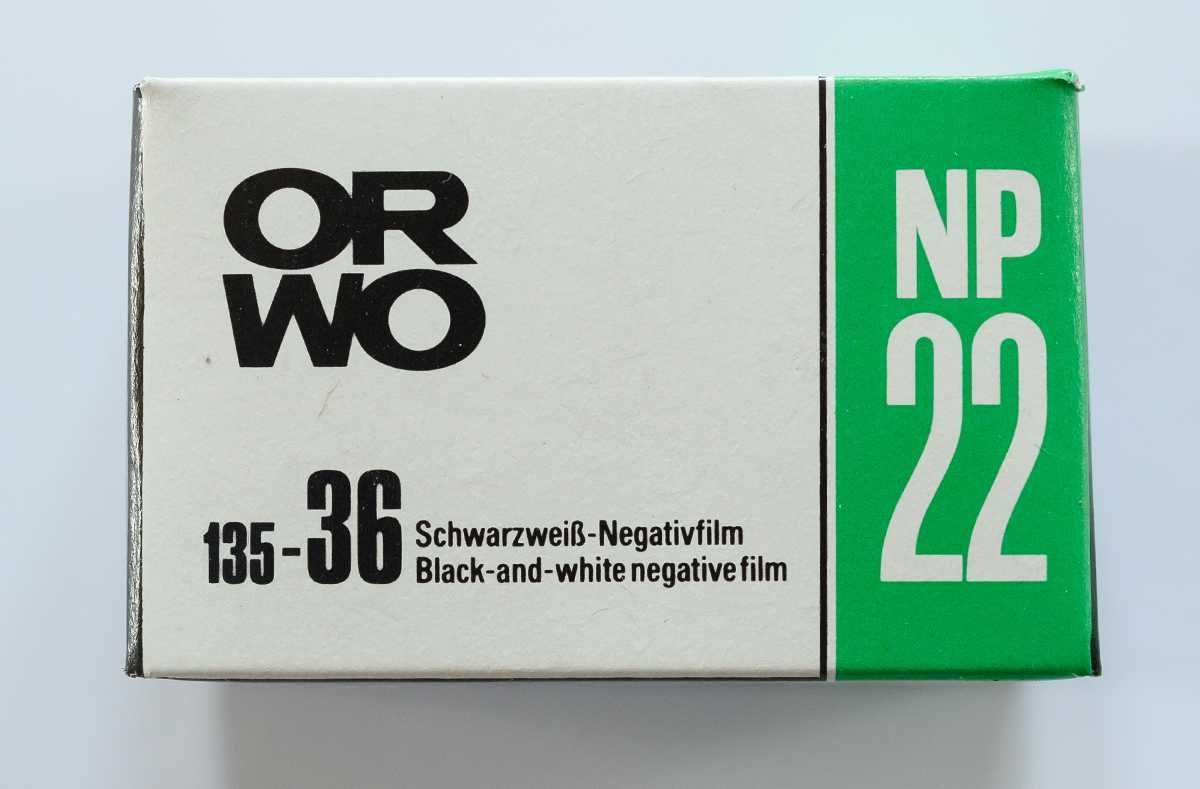 OR
WO
135-36 Schwarzweiß-Negativfilm
Black-and-white negative film
NP
22